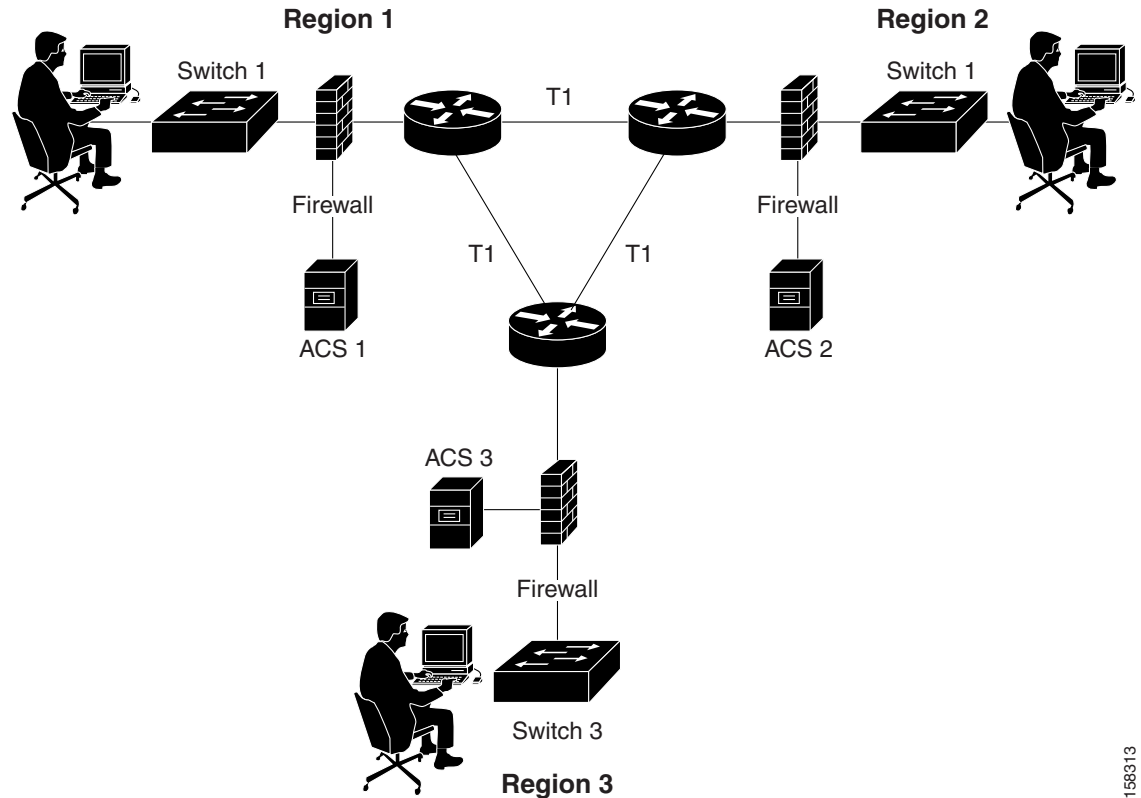 Region 1
Region 2
Switch 1
T1
Switch 1
Firewall
Firewall
T1
T1
ACS 1
ACS 2
ACS 3
Firewall
Switch 3
Region 3
158313